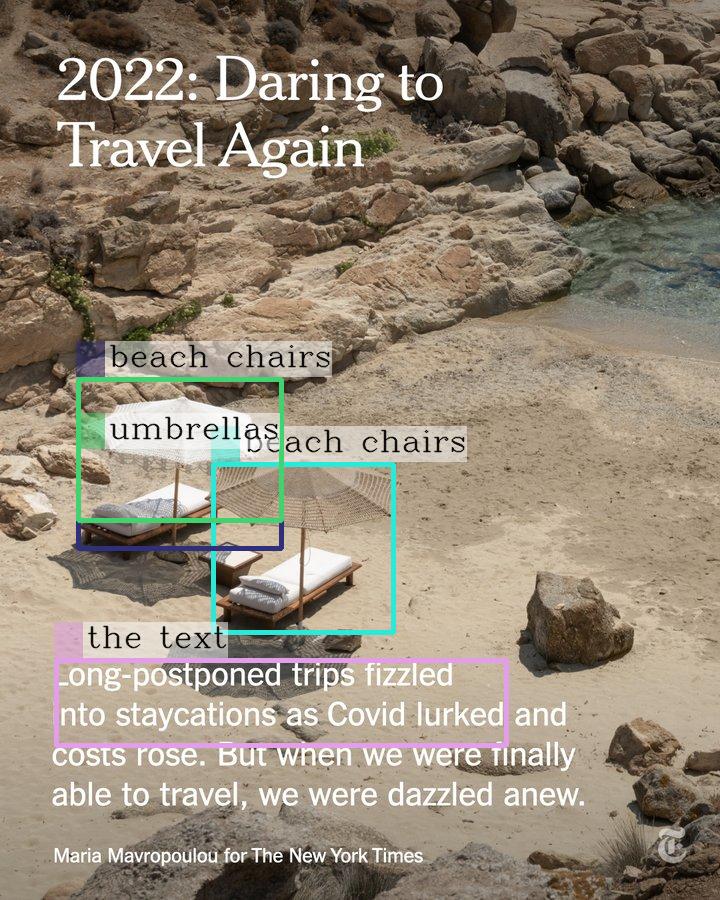 2022: Daring to
Travel Again
beach chairs
umbrellas
beach chairs
the text
Long-postponed trips fizzled
into staycations as Covid lurked and
costs rose. But when we were finally
able to travel, we were dazzled anew.
Maria Mavropoulou for The New York Times
T